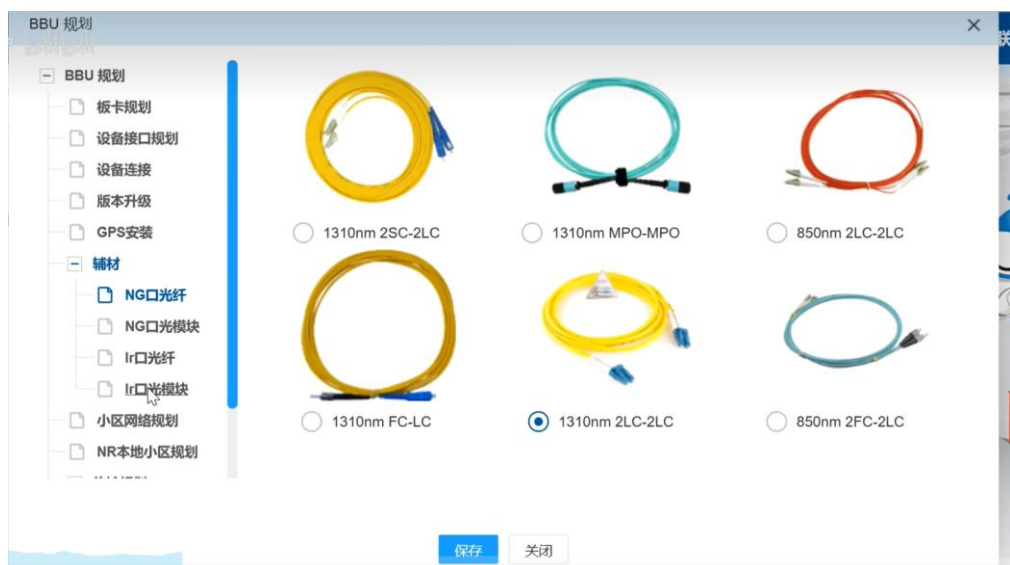 BBU 规划
BBU 规划
板卡规划
设备接口规划
设备连接
版本升级
GPS安装
辅材
NG口光纤
NG口光模块
Ir口光纤
Ir口光模块
小区网络规划
NR本地小区规划
1310nm 2SC-2LC
1310nm MPO-MPO
850nm 2LC-2LC
1310nm FC-LC
1310nm 2LC-2LC
850nm 2FC-2LC
保存
关闭
联